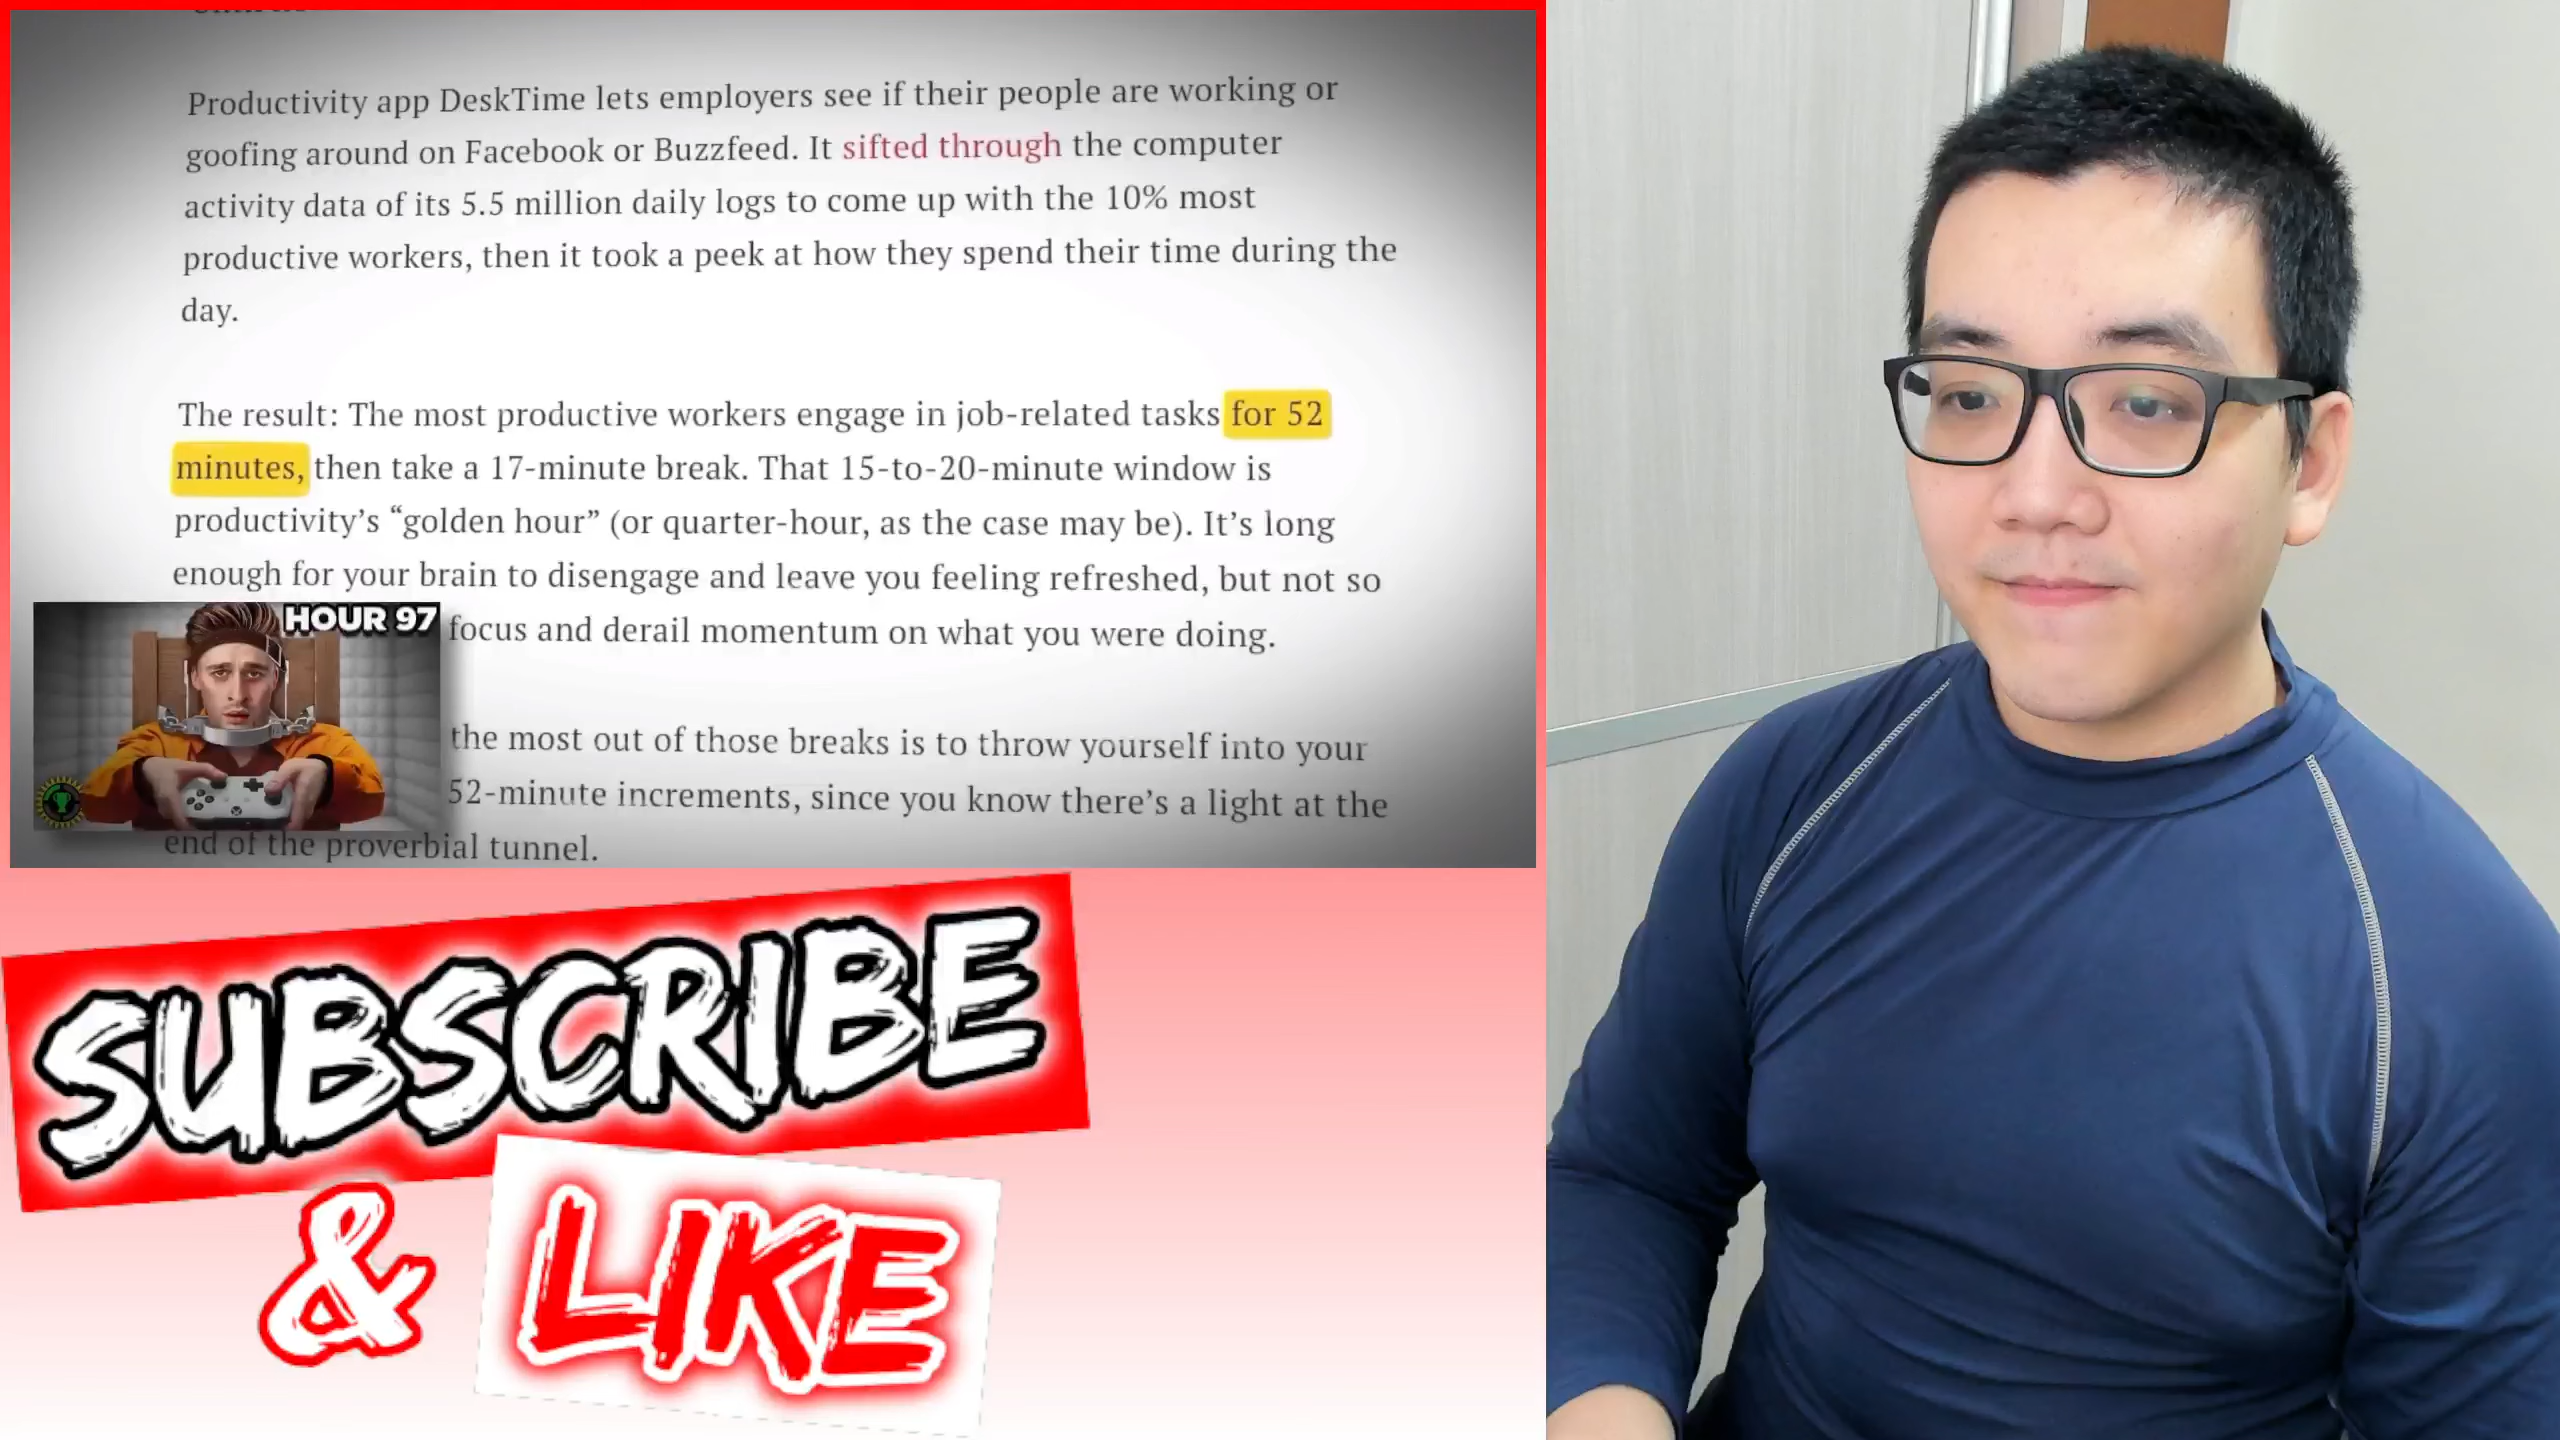 Productivity app DeskTime lets employers see if their people are working or
goofing around on Facebook or Buzzfeed. It sifted through the computer
activity data of its 5.5 million daily logs to come up with the 10% most
productive workers, then it took a peek at how they spend their time during the
day.
The result: The most productive workers engage in job-related tasks for 52
minutes, then take a 17-minute break. That 15-to-20-minute window is
productivity's “golden hour” (or quarter-hour, as the case may be). It's long
enough for your brain to disengage and leave you feeling refreshed, but not so
HOUR 97
focus and derail momentum on what you were doing.
the most out of those breaks is to throw yourself into your
52-minute increments, since you know there's a light at the
end of the proverbial tunnel.
SUBSCRIBE
&
LIKE